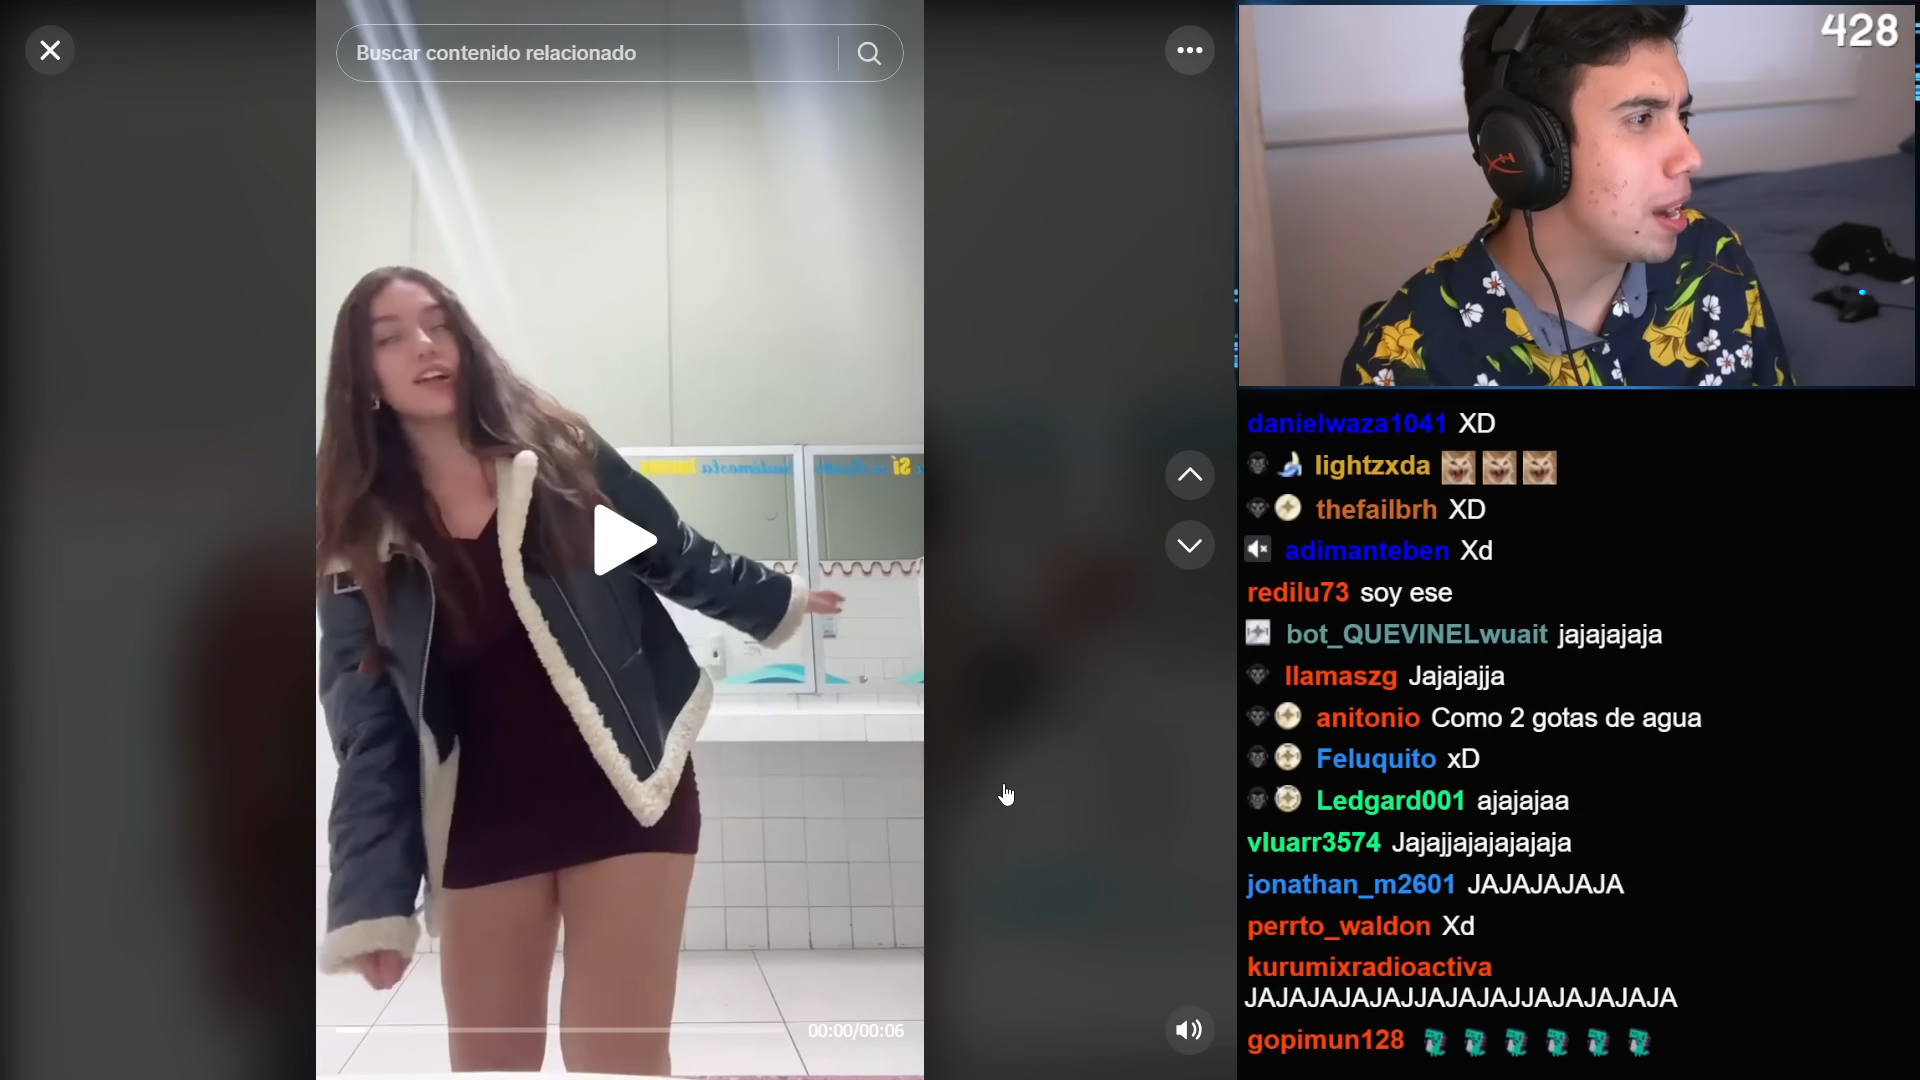 Buscar contenido relacionado
428
00:00/00:06
danielwaza1041 XD
lightzxda
thefailbrh XD
adimanteben Xd
redilu73 soy ese
bot_QUEVINELwuait jajajajaja
llamaszg Jajajajja
anitonio Como 2 gotas de agua
Feluquito xD
Ledgard001 ajajajaa
vluarr3574 Jajajjajajajajaja
jonathan_m2601 JAJAJAJAJA
perrto_waldon Xd
kurumixradioactiva
JAJAJAJAJAJJAJAJAJJAJAJAJAJA
gopimun128